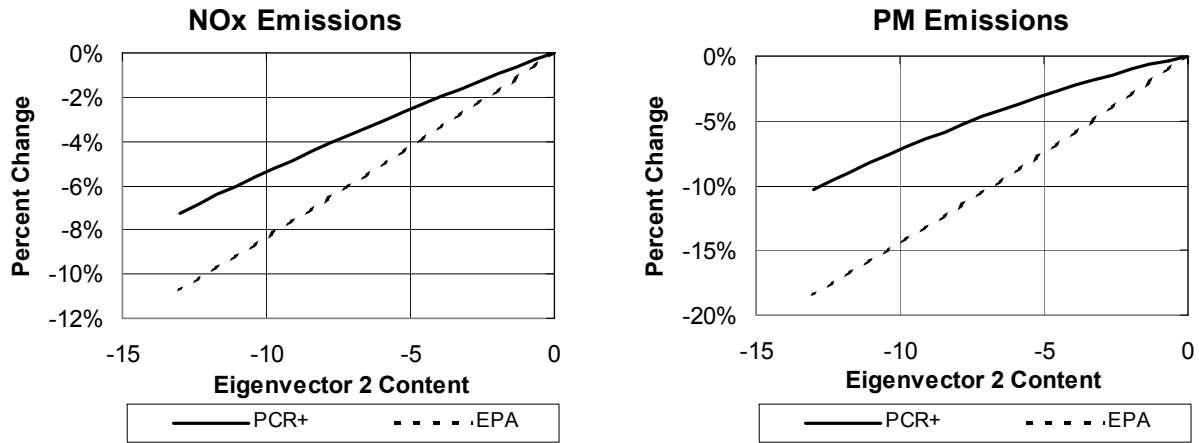 NOx Emissions
0%
-2%
-4%
-6%
-8%
-10%
-12%
Percent Change
-15 -10 -5 0
Eigenvector 2 Content
PCR+ EPA
PM Emissions
0%
-5%
-10%
-15%
-20%
Percent Change
-15 -10 -5 0
Eigenvector 2 Content
PCR+ EPA